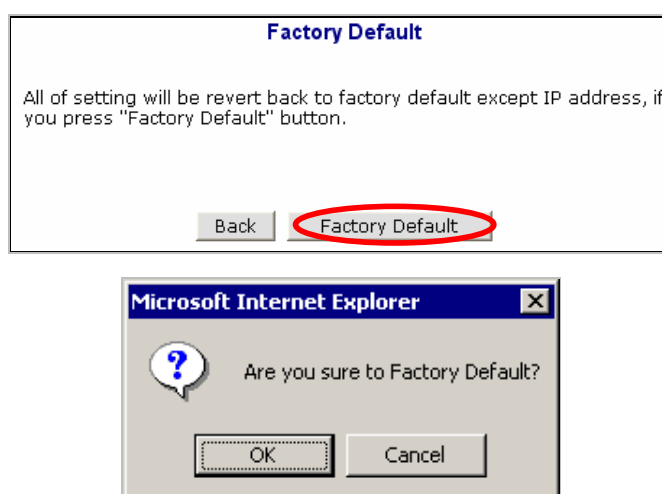 Factory Default
All of setting will be revert back to factory default except IP address, if
you press "Factory Default" button.
Back Factory Default
Microsoft Internet Explorer
Are you sure to Factory Default?
OK Cancel